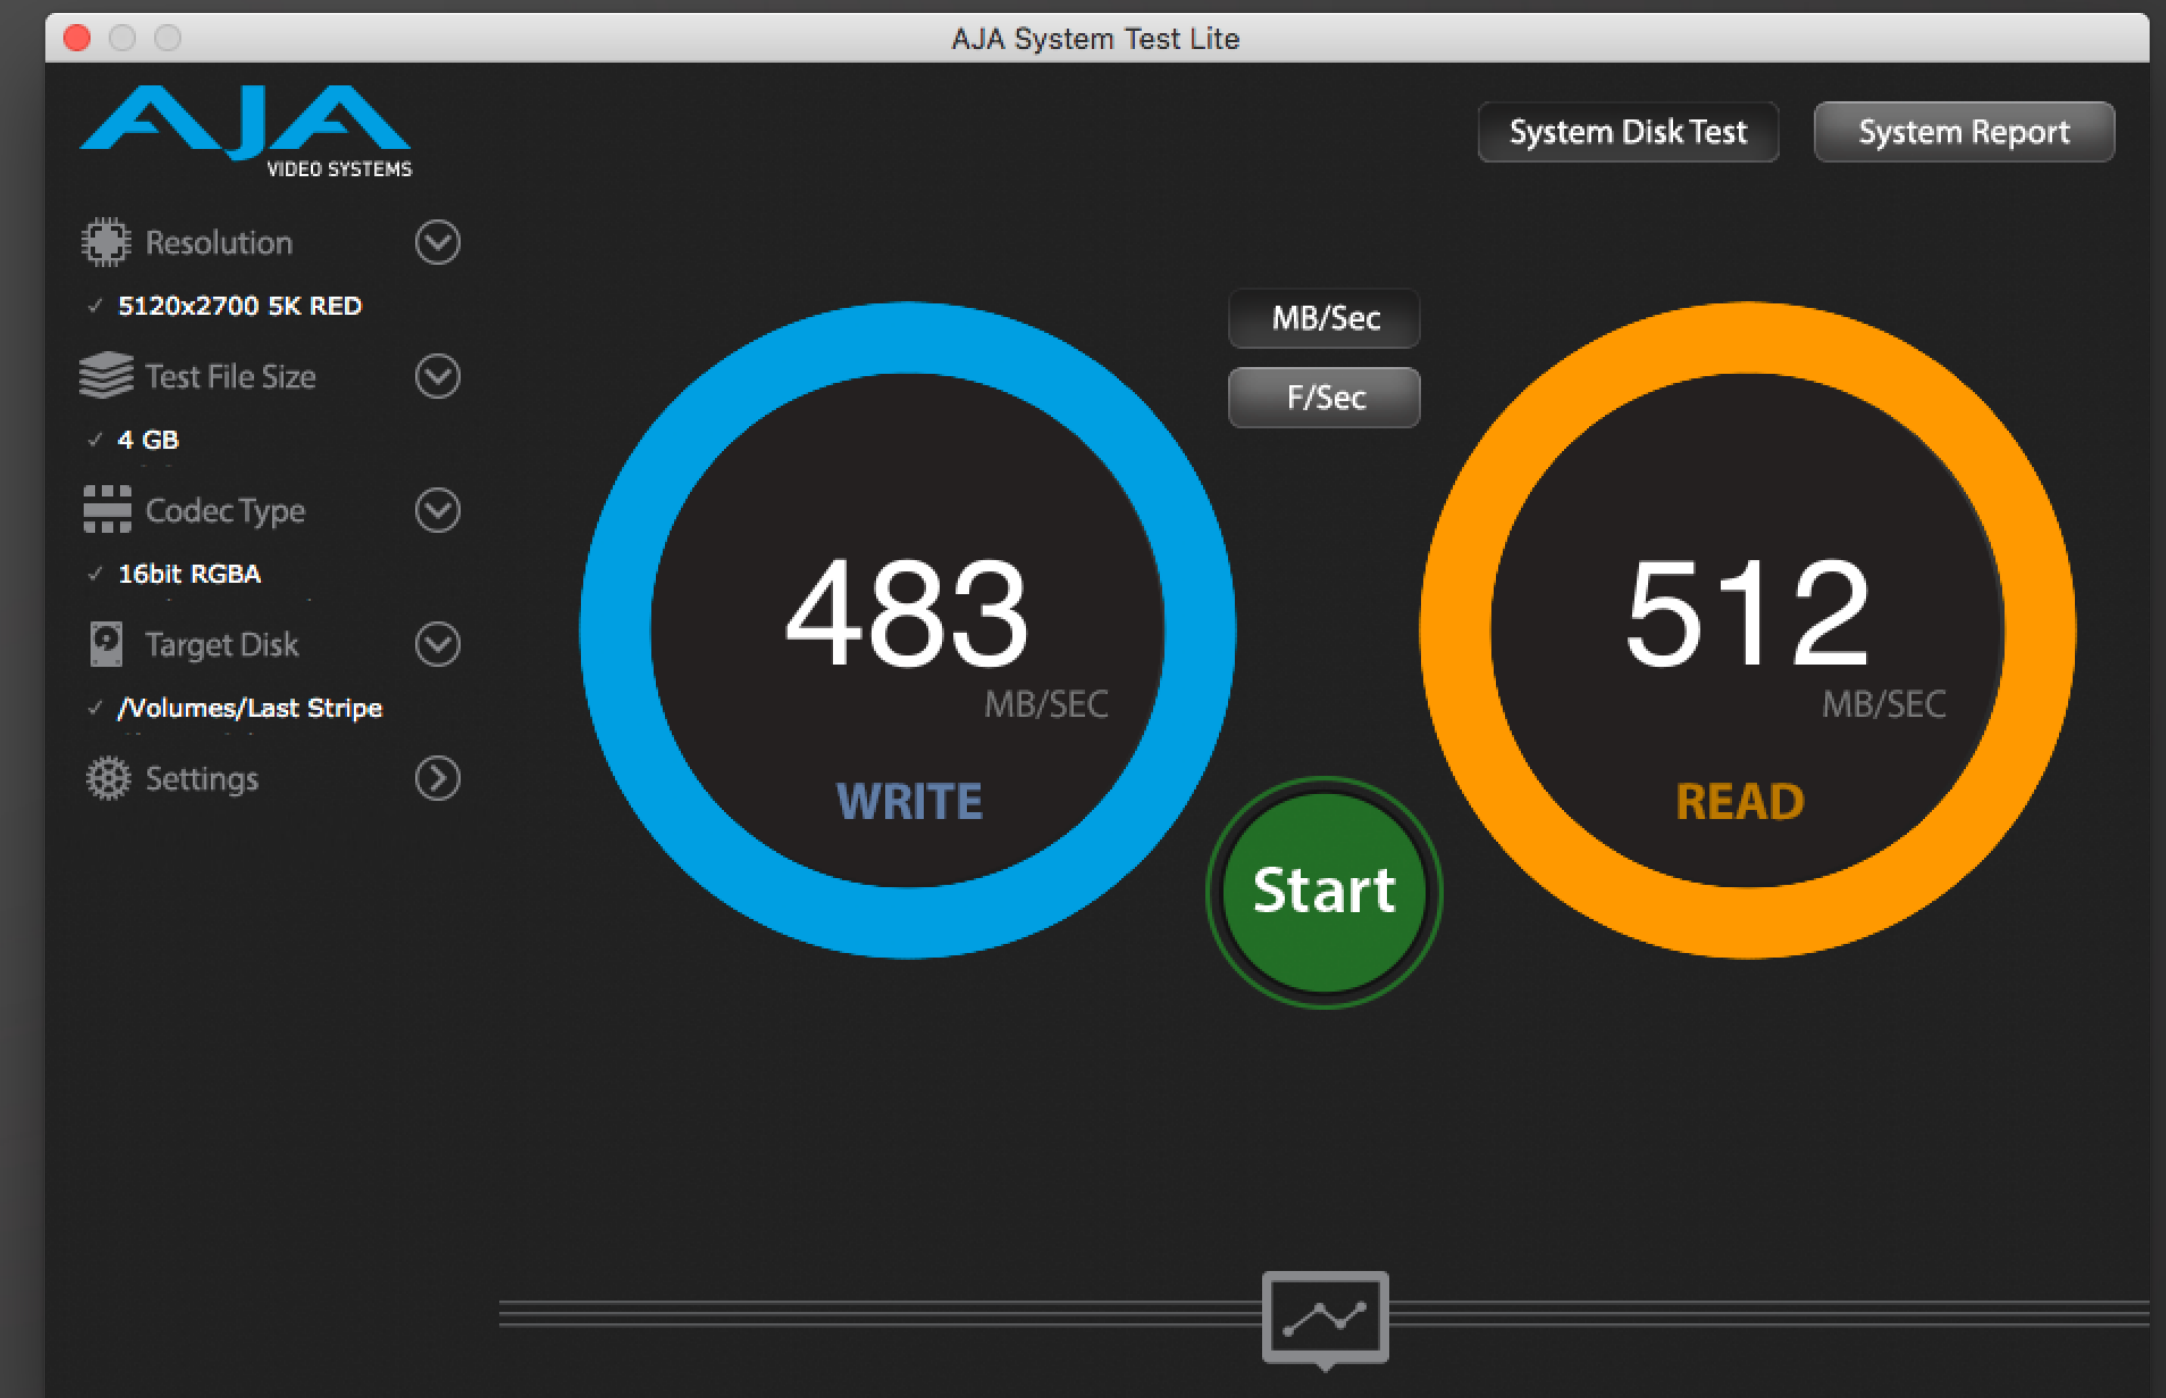 AJA System Test Lite
AJA
VIDEO SYSTEMS
System Disk Test
System Report
Resolution
5120x2700 5K RED
Test File Size
4 GB
Codec Type
16bit RGBA
Target Disk
/Volumes/Last Stripe
Settings
MB/Sec
F/Sec
483
MB/SEC
WRITE
512
MB/SEC
READ
Start